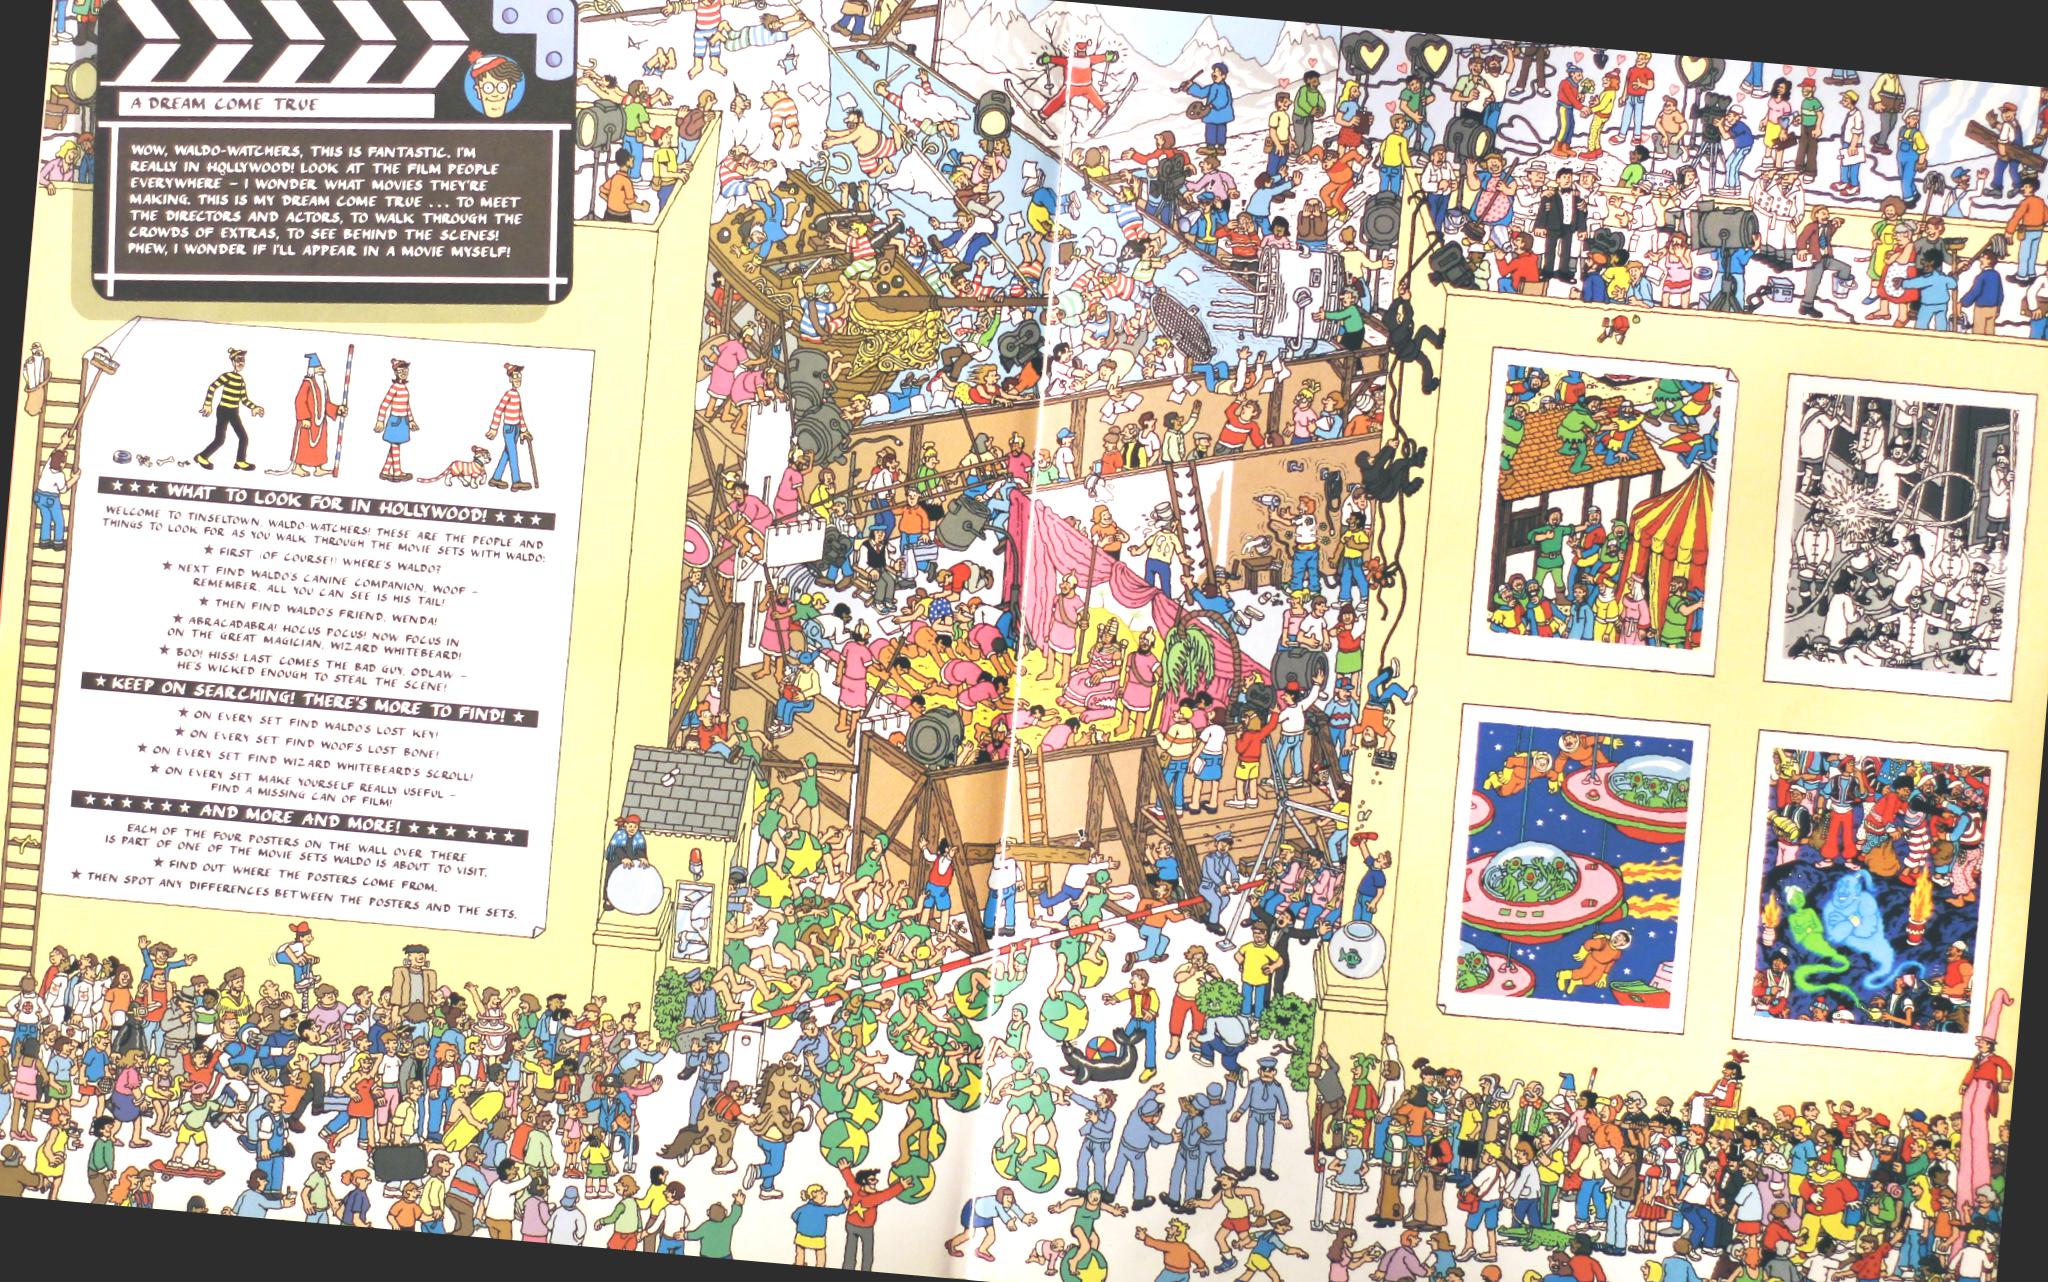 A DREAM COME TRUE
WOW, WALDO-WATCHERS, THIS IS FANTASTIC. I'M
REALLY IN HOLLYWOOD! LOOK AT THE FILM PEOPLE
EVERYWHERE – I WONDER WHAT MOVIES THEY'RE
MAKING. THIS IS MY DREAM COME TRUE ... TO MEET
THE DIRECTORS AND ACTORS, TO WALK THROUGH THE
CROWDS OF EXTRAS, TO SEE BEHIND THE SCENES!
PHEW, I WONDER IF I'LL APPEAR IN A MOVIE MYSELF!
★ ★ ★ WHAT TO LOOK FOR IN HOLLYWOOD! ★ ★ ★
WELCOME TO TINSELTOWN, WALDO-WATCHERS! THESE ARE THE PEOPLE AND
THINGS TO LOOK FOR AS YOU WALK THROUGH THE MOVIE SETS WITH WALDO:
★ FIRST (OF COURSE!) WHERE'S WALDO?
★ NEXT FIND WALDO'S CANINE COMPANION, WOOF –
REMEMBER, ALL YOU CAN SEE IS HIS TAIL!
★ THEN FIND WALDO'S FRIEND, WENDA!
★ ABRACADABRA! HOCUS POCUS! NOW FOCUS IN
ON THE GREAT MAGICIAN, WIZARD WHITEBEARD!
★ BOO! HISS! LAST COMES THE BAD GUY, ODLAW –
HE'S WICKED ENOUGH TO STEAL THE SCENE!
★ KEEP ON SEARCHING! THERE'S MORE TO FIND! ★
★ ON EVERY SET FIND WALDO'S LOST KEY!
★ ON EVERY SET FIND WOOF'S LOST BONE!
★ ON EVERY SET FIND WIZARD WHITEBEARD'S SCROLL!
★ ON EVERY SET MAKE YOURSELF REALLY USEFUL –
FIND A MISSING CAN OF FILM!
★ ★ ★ ★ ★ ★ AND MORE AND MORE! ★ ★ ★ ★ ★ ★
EACH OF THE FOUR POSTERS ON THE WALL OVER THERE
IS PART OF ONE OF THE MOVIE SETS WALDO IS ABOUT TO VISIT.
★ FIND OUT WHERE THE POSTERS COME FROM.
★ THEN SPOT ANY DIFFERENCES BETWEEN THE POSTERS AND THE SETS.